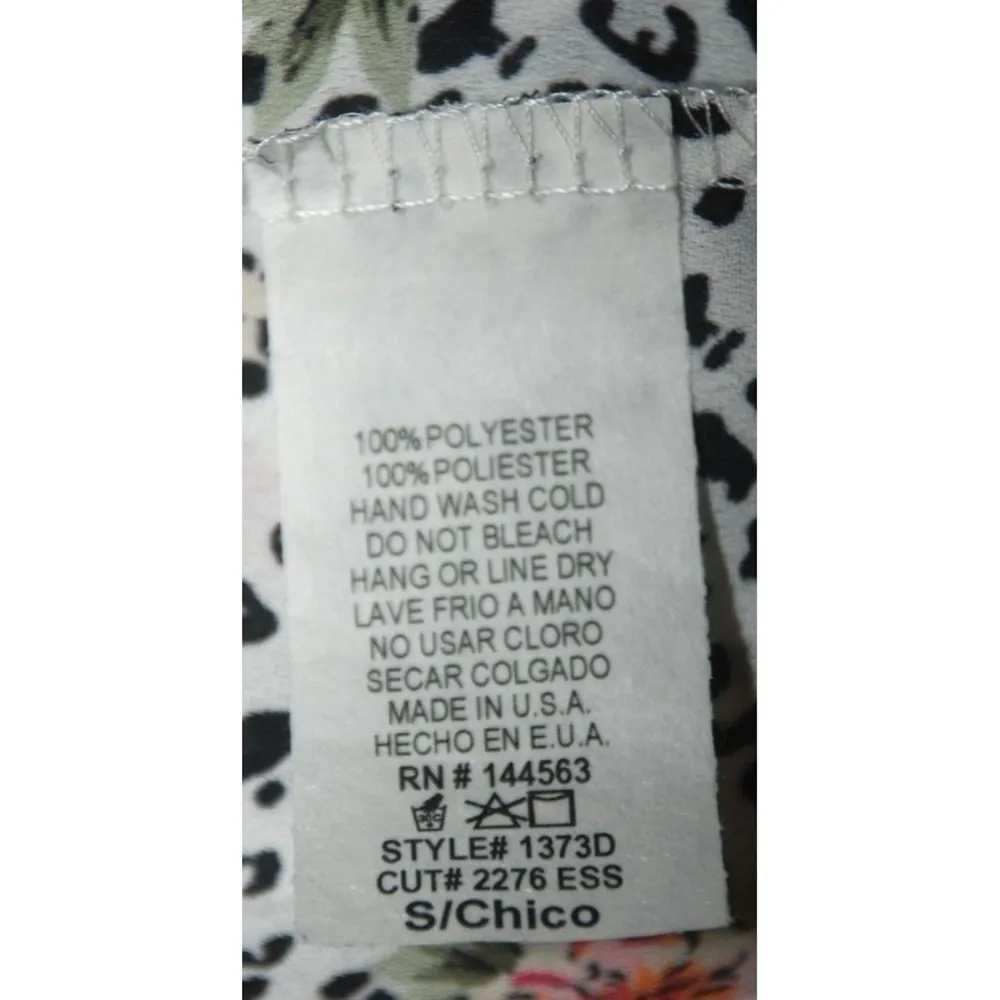 100% POLYESTER
100% POLIESTER
HAND WASH COLD
DO NOT BLEACH
HANG OR LINE DRY
LAVE FRIO A MANO
NO USAR CLORO
SECAR COLGADO
MADE IN U.S.A.
HECHO EN E.U.A.
RN # 144563
30C
STYLE# 1373D
CUT# 2276 ESS
S/Chico